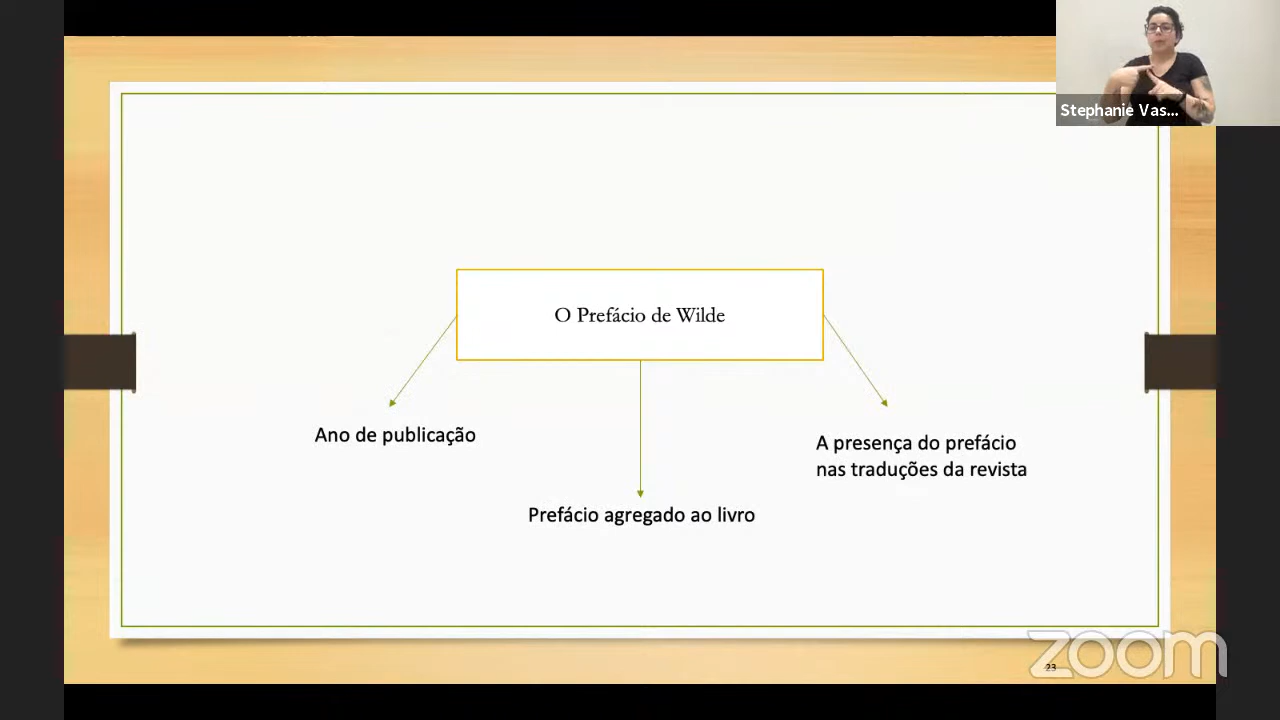 Stephanie Vas...
O Prefácio de Wilde
Ano de publicação
A presença do prefácio
nas traduções da revista
Prefácio agregado ao livro
zoom
23